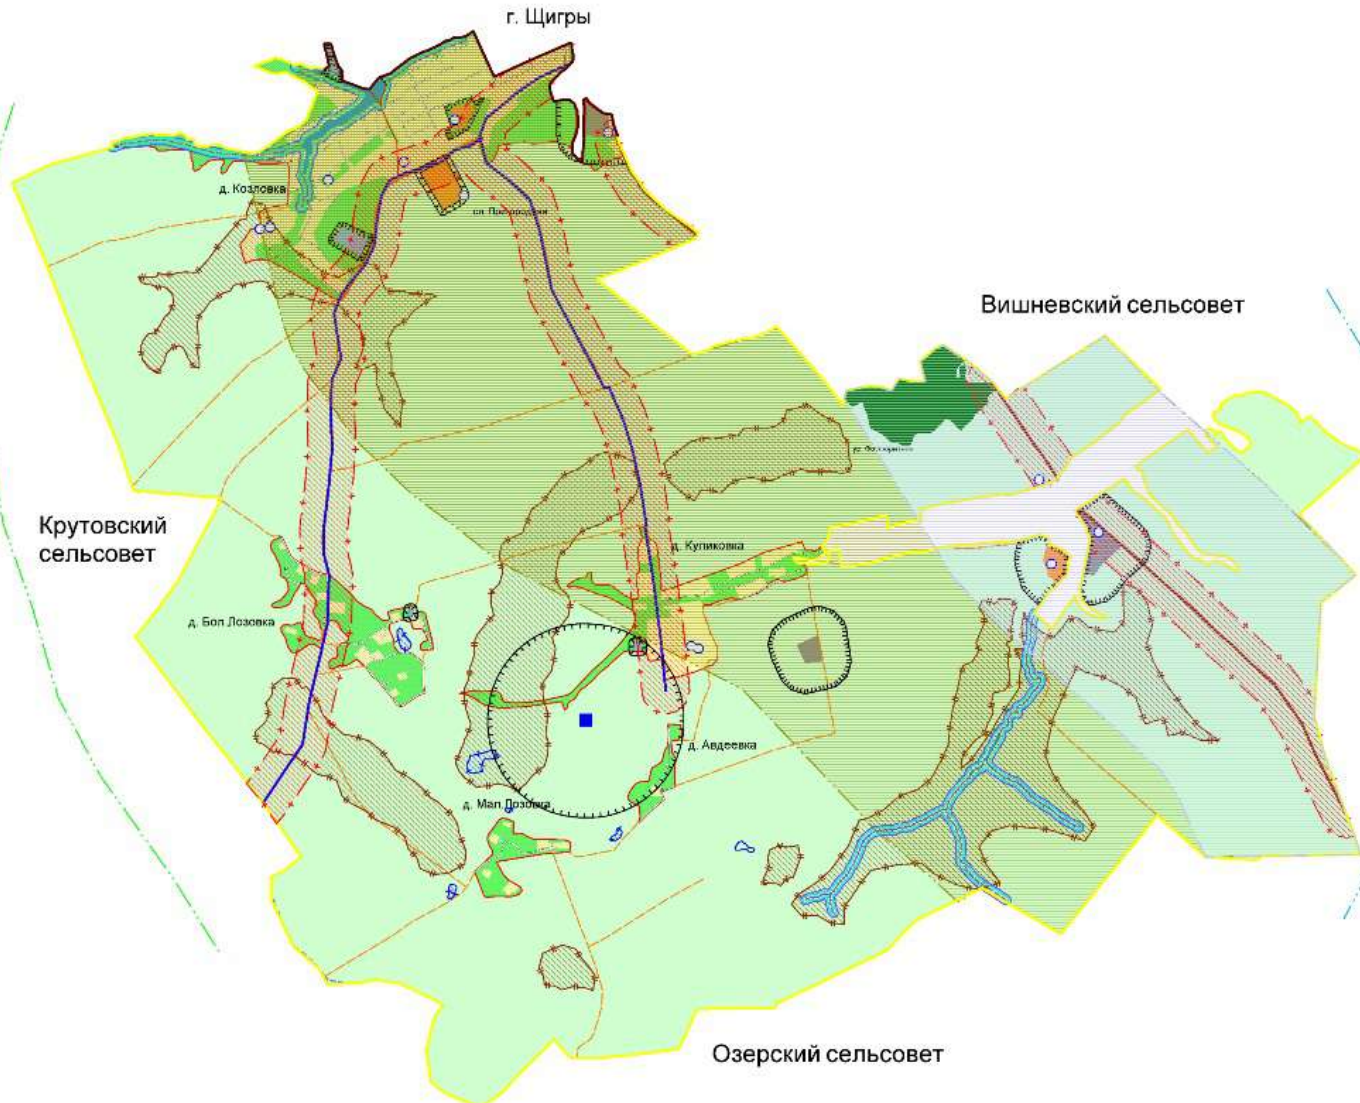 г. Щигры
д. Козловка
Вишневский сельсовет
Крутовский
сельсовет
д. Куликовка
д. Бол.Лозовка
д. Авдеевка
д. Мал.Лозовка
Озерский сельсовет